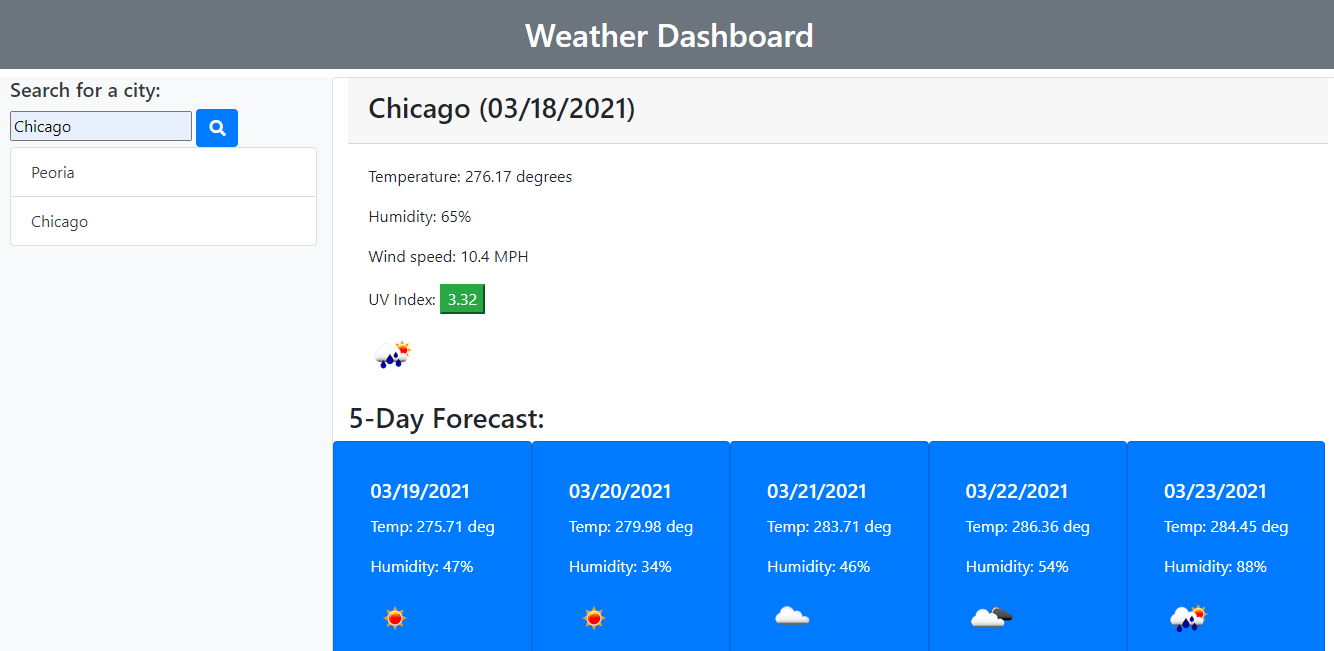 Weather Dashboard
Search for a city:
Chicago
Peoria
Chicago
Chicago (03/18/2021)
Temperature: 276.17 degrees
Humidity: 65%
Wind speed: 10.4 MPH
UV Index: 3.32
5-Day Forecast:
03/19/2021
Temp: 275.71 deg
Humidity: 47%
03/20/2021
Temp: 279.98 deg
Humidity: 34%
03/21/2021
Temp: 283.71 deg
Humidity: 46%
03/22/2021
Temp: 286.36 deg
Humidity: 54%
03/23/2021
Temp: 284.45 deg
Humidity: 88%